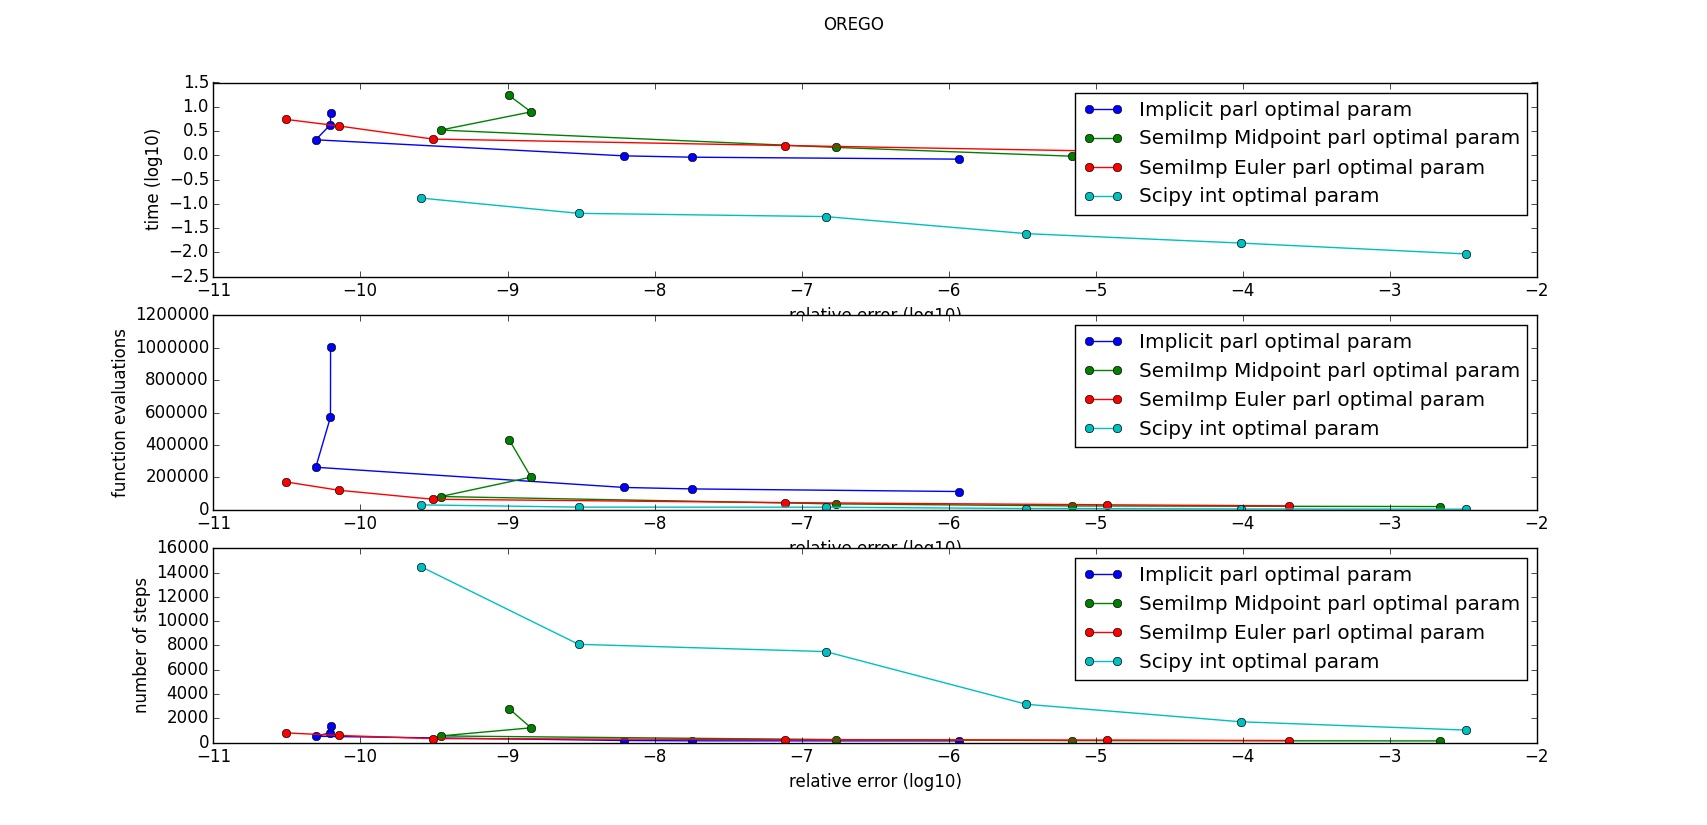 OREGO
1.5
1.0
0.5
0.0
−0.5
−1.0
−1.5
−2.0
−2.5
time (log10)
Implicit parl optimal param
SemiImp Midpoint parl optimal param
SemiImp Euler parl optimal param
Scipy int optimal param
−11 −10 −9 −8 −7 −6 −5 −4 −3 −2
relative error (log10)
1200000
1000000
800000
600000
400000
200000
0
function evaluations
Implicit parl optimal param
SemiImp Midpoint parl optimal param
SemiImp Euler parl optimal param
Scipy int optimal param
−11 −10 −9 −8 −7 −6 −5 −4 −3 −2
relative error (log10)
16000
14000
12000
10000
8000
6000
4000
2000
0
number of steps
Implicit parl optimal param
SemiImp Midpoint parl optimal param
SemiImp Euler parl optimal param
Scipy int optimal param
−11 −10 −9 −8 −7 −6 −5 −4 −3 −2
relative error (log10)